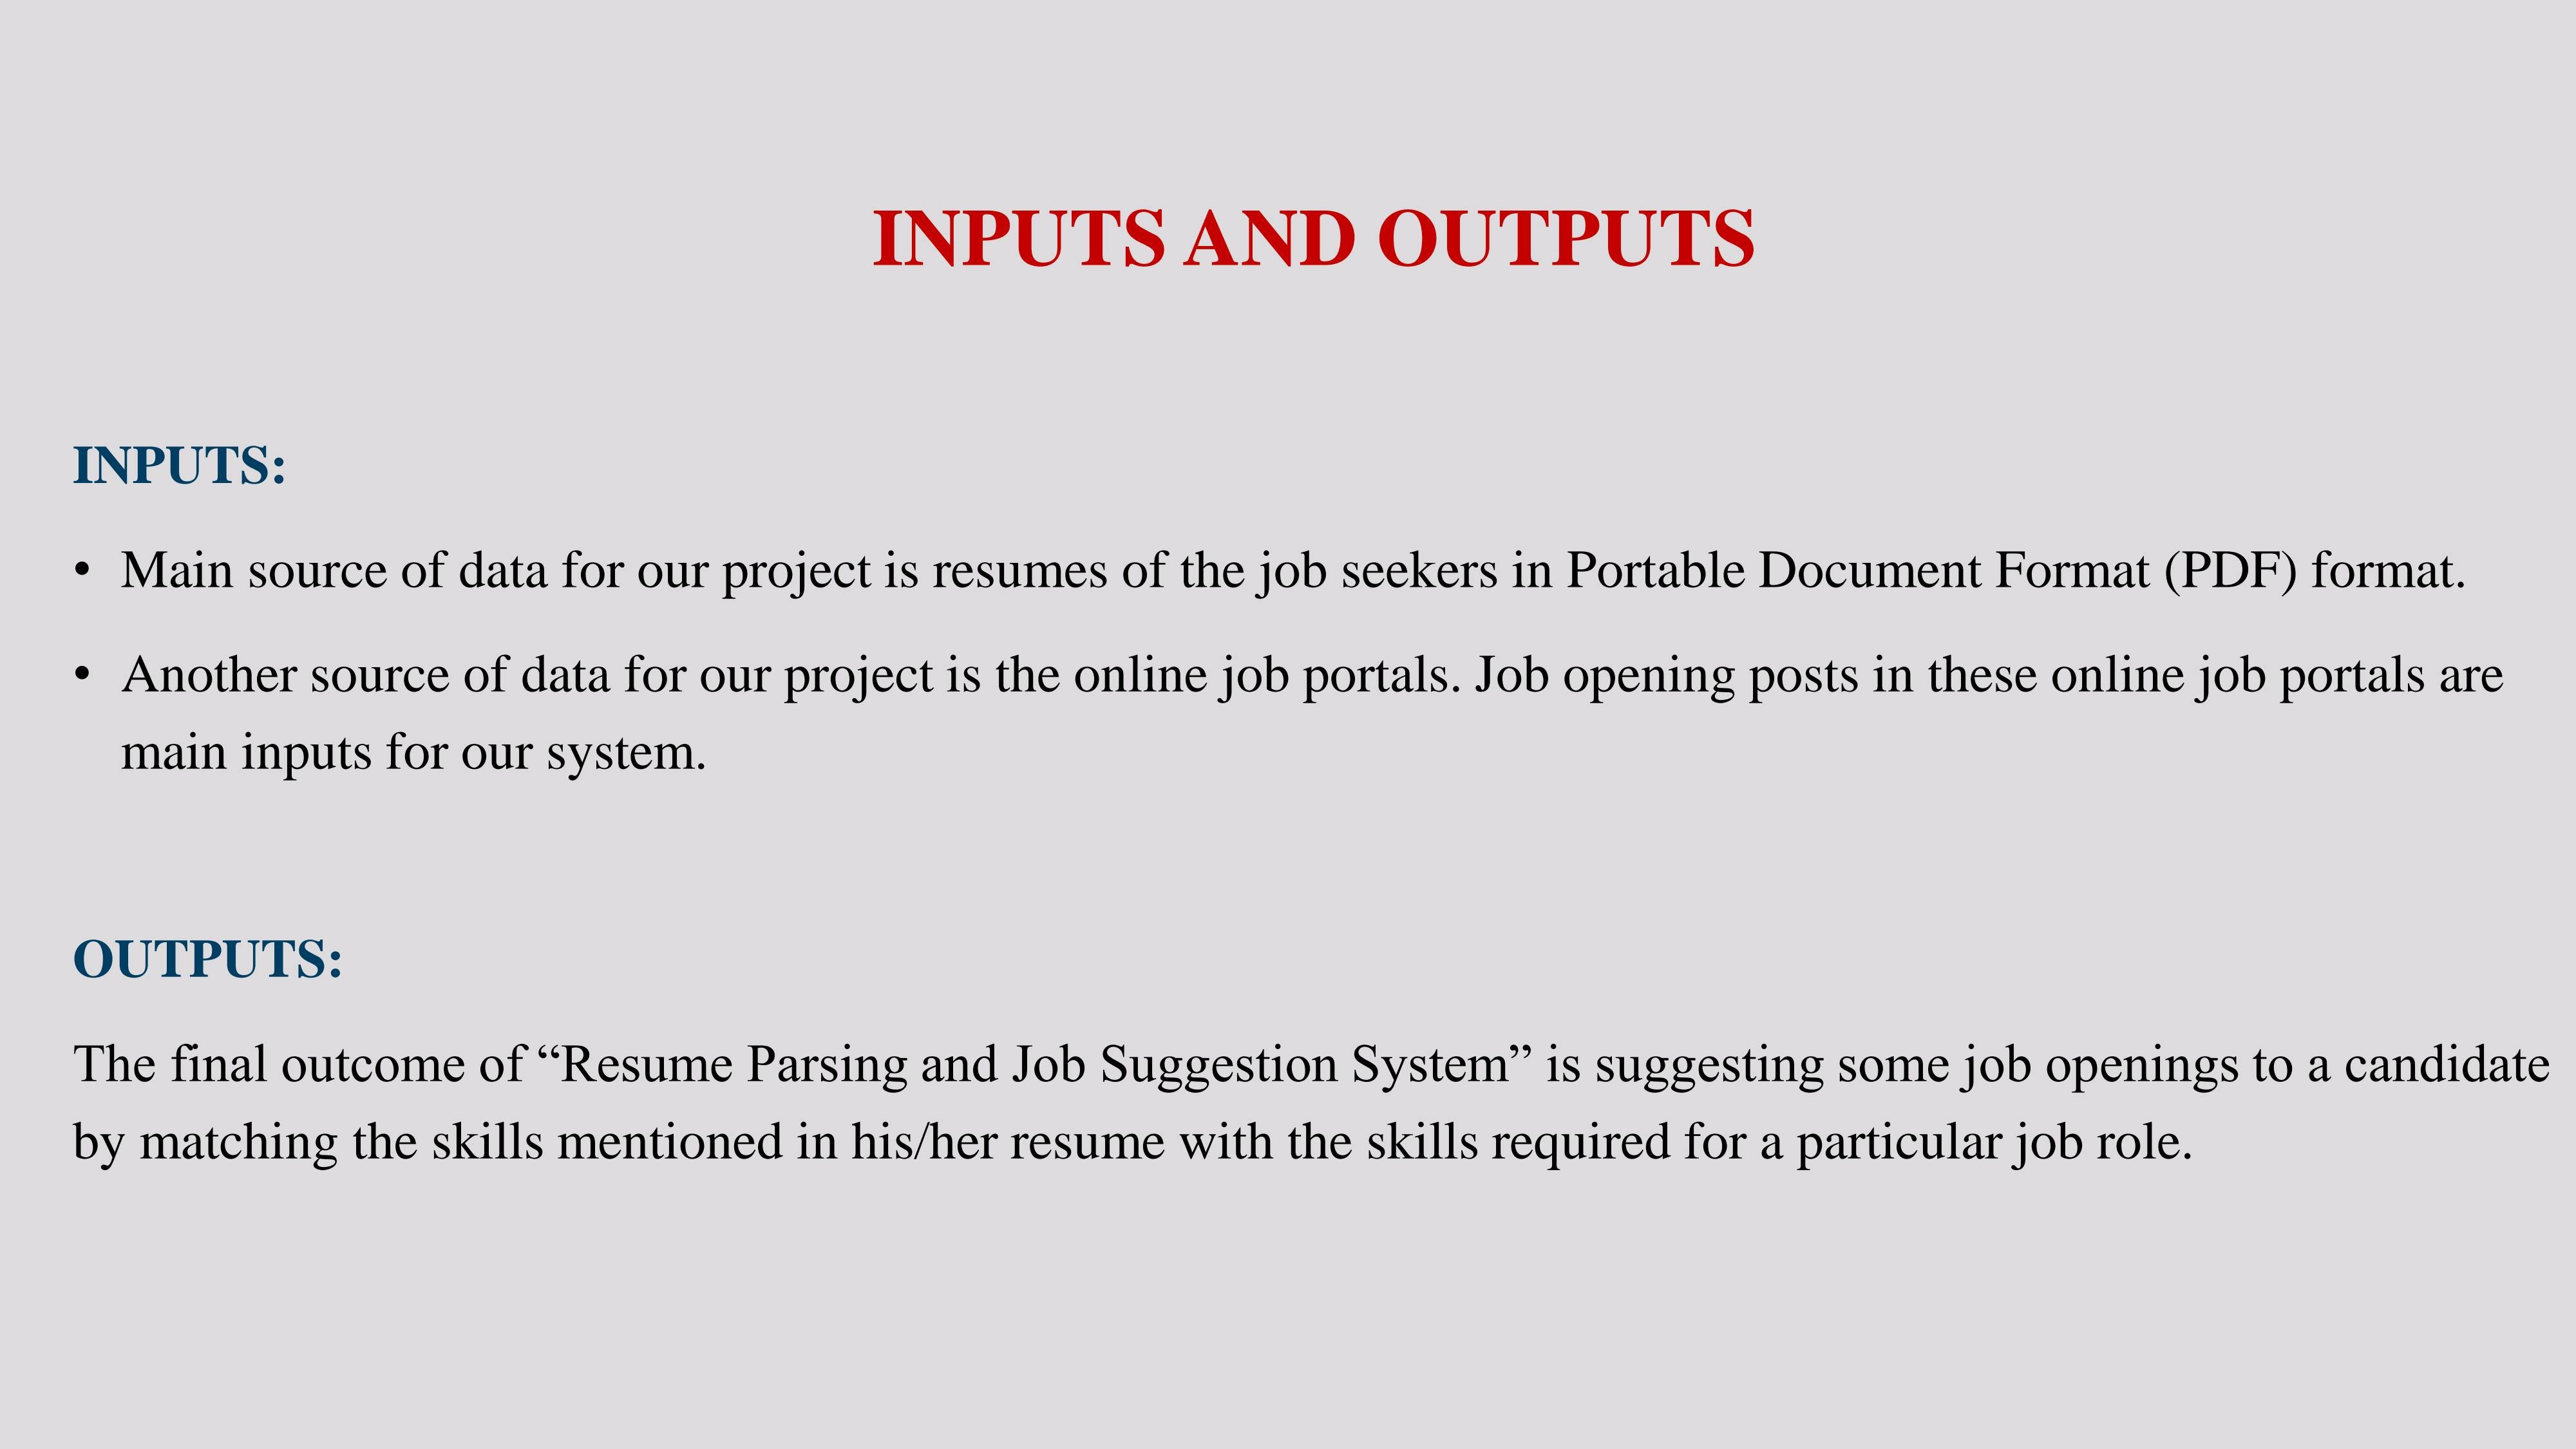 INPUTS AND OUTPUTS
INPUTS:
• Main source of data for our project is resumes of the job seekers in Portable Document Format (PDF) format.
• Another source of data for our project is the online job portals. Job opening posts in these online job portals are
main inputs for our system.
OUTPUTS:
The final outcome of “Resume Parsing and Job Suggestion System” is suggesting some job openings to a candidate
by matching the skills mentioned in his/her resume with the skills required for a particular job role.